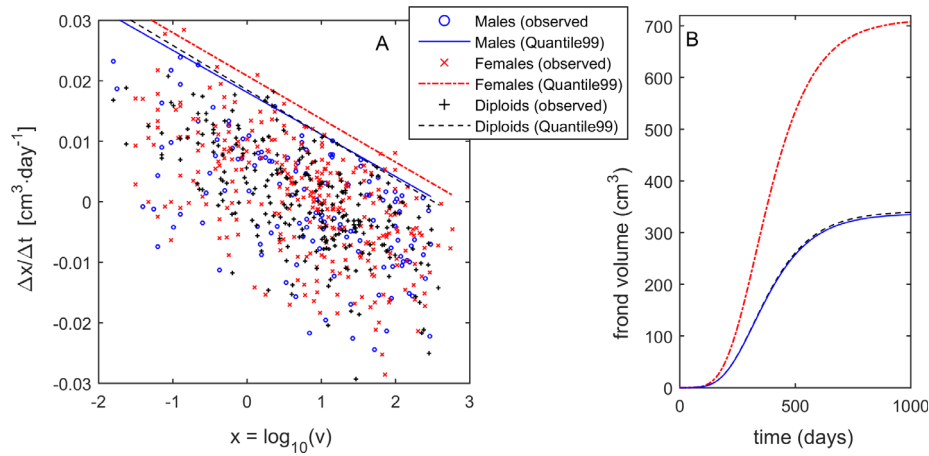 A
0.03
0.02
0.01
0
-0.01
-0.02
-0.03
Δx/Δt [cm³·day⁻¹]
-2 -1 0 1 2 3
x = log₁₀(v)
Males (observed
Males (Quantile99)
Females (observed)
Females (Quantile99)
Diploids (observed)
Diploids (Quantile99)
B
700
600
500
400
300
200
100
0
frond volume (cm³)
0 500 1000
time (days)